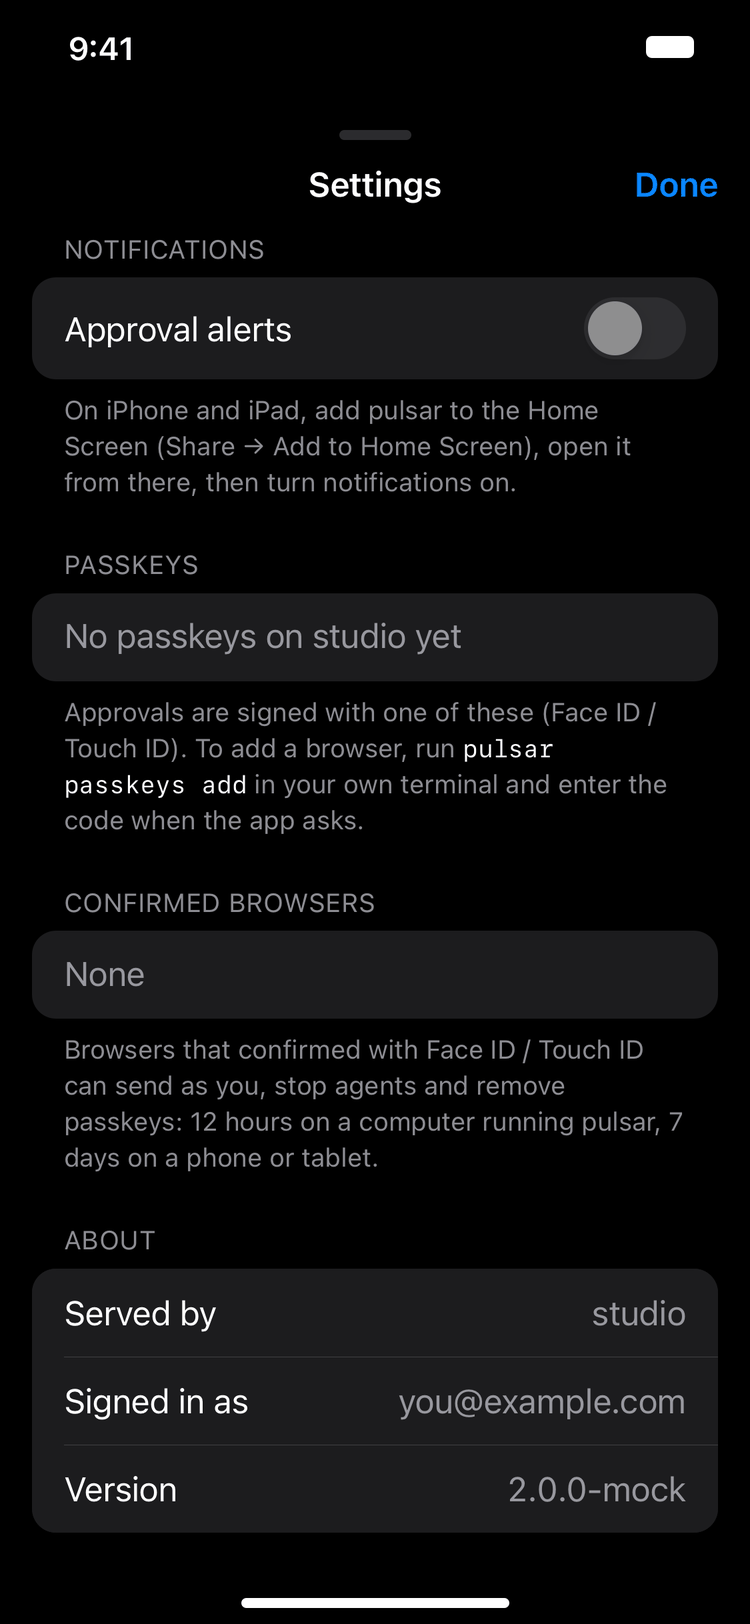 9:41
Settings
Done
NOTIFICATIONS
Approval alerts
On iPhone and iPad, add pulsar to the Home
Screen (Share → Add to Home Screen), open it
from there, then turn notifications on.
PASSKEYS
No passkeys on studio yet
Approvals are signed with one of these (Face ID /
Touch ID). To add a browser, run pulsar
passkeys add in your own terminal and enter the
code when the app asks.
CONFIRMED BROWSERS
None
Browsers that confirmed with Face ID / Touch ID
can send as you, stop agents and remove
passkeys: 12 hours on a computer running pulsar, 7
days on a phone or tablet.
ABOUT
Served by studio
Signed in as you@example.com
Version 2.0.0-mock